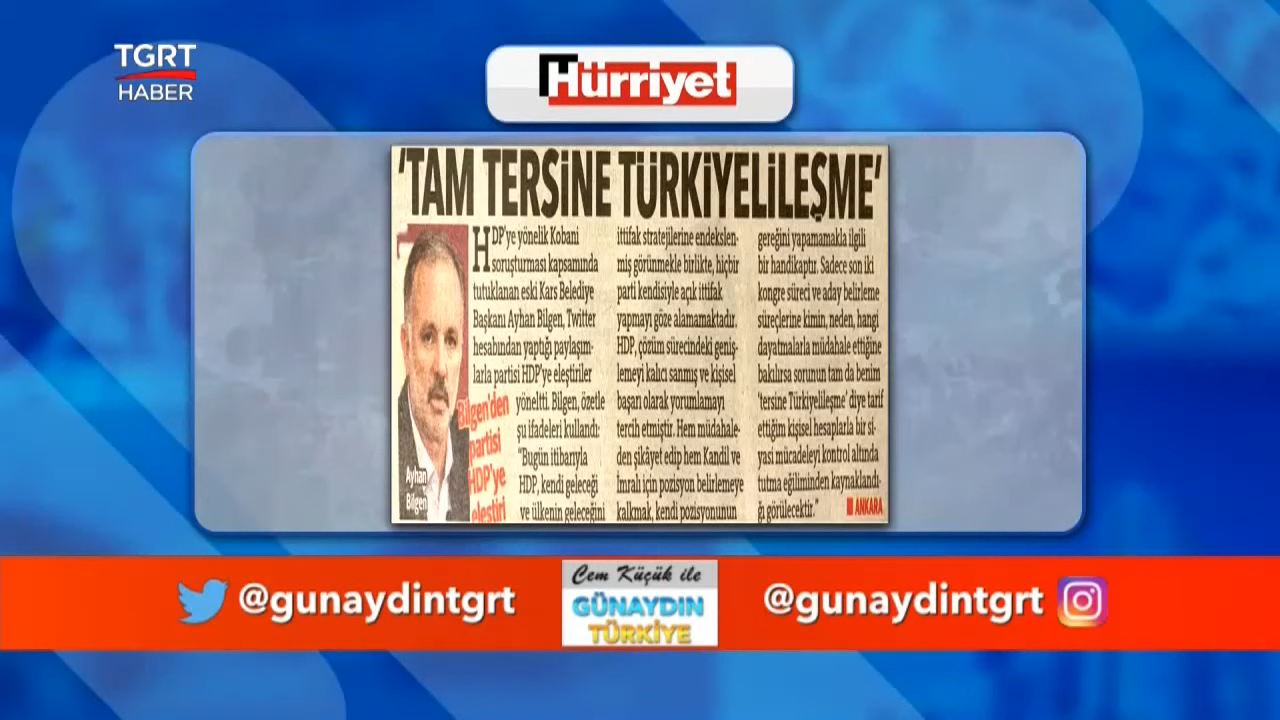 TGRT
HABER
Hürriyet
'TAM TERSİNE TÜRKİYELİLEŞME'
HDP'ye yönelik Kobani
soruşturması kapsamında
tutuklanan eski Kars Belediye
Başkanı Ayhan Bilgen, Twitter
hesabından yaptığı paylaşım-
larla partisi HDP'ye eleştiriler
yöneltti. Bilgen, özetle
şu ifadeleri kullandı:
"Bugün itibarıyla
HDP, kendi geleceği
ve ülkenin geleceğini
Bilgen'den
partisi
HDP'ye
eleştiri
Ayhan
Bilgen
ittifak stratejilerine endekslen-
miş görünmekle birlikte, hiçbir
parti kendisiyle açık ittifak
yapmayı göze alamamaktadır.
HDP, çözüm sürecindeki geniş-
lemeyi kalıcı sanmış ve kişisel
başarı olarak yorumlamayı
tercih etmiştir. Hem müdahale-
den şikâyet edip hem Kandil ve
İmralı için pozisyon belirlemeye
kalkmak, kendi pozisyonunun
gereğini yapamamakla ilgili
bir handikaptır. Sadece son iki
kongre süreci ve aday belirleme
süreçlerine kimin, neden, hangi
dayatmalarla müdahale ettiğine
bakılırsa sorunun tam da benim
'tersine Türkiyelileşme' diye tarif
ettiğim kişisel hesaplarla bir si-
yasi mücadeleyi kontrol altında
tutma eğiliminden kaynaklandı-
ğı görülecektir."
ANKARA
@gunaydintgrt
Cem Küçük ile
GÜNAYDIN
TÜRKİYE
@gunaydintgrt